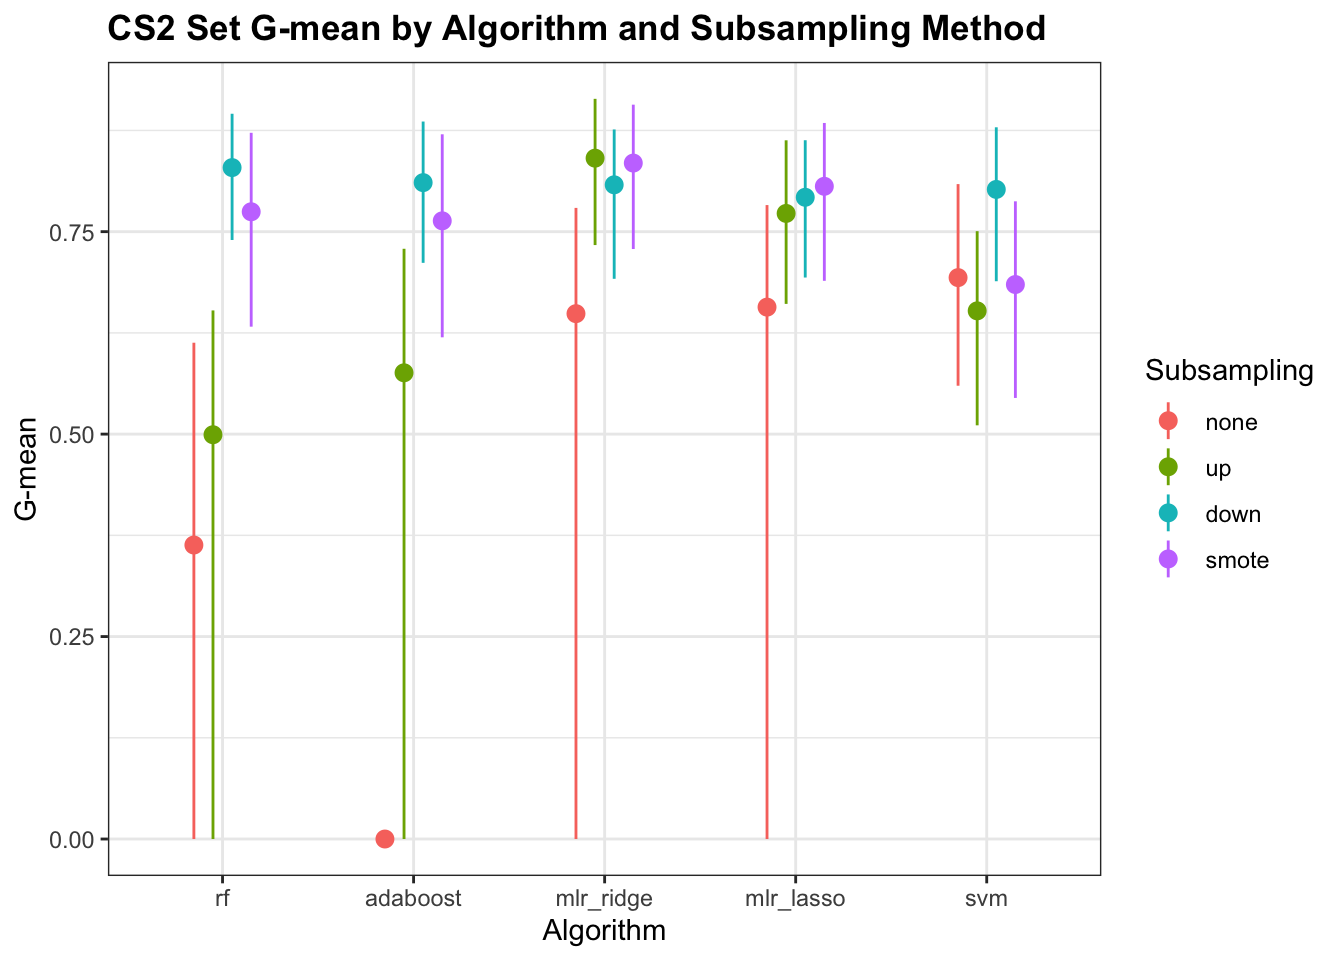 CS2 Set G-mean by Algorithm and Subsampling Method
G-mean
0.75
0.50
0.25
0.00
rf adaboost mlr_ridge mlr_lasso svm
Algorithm
Subsampling
none
up
down
smote